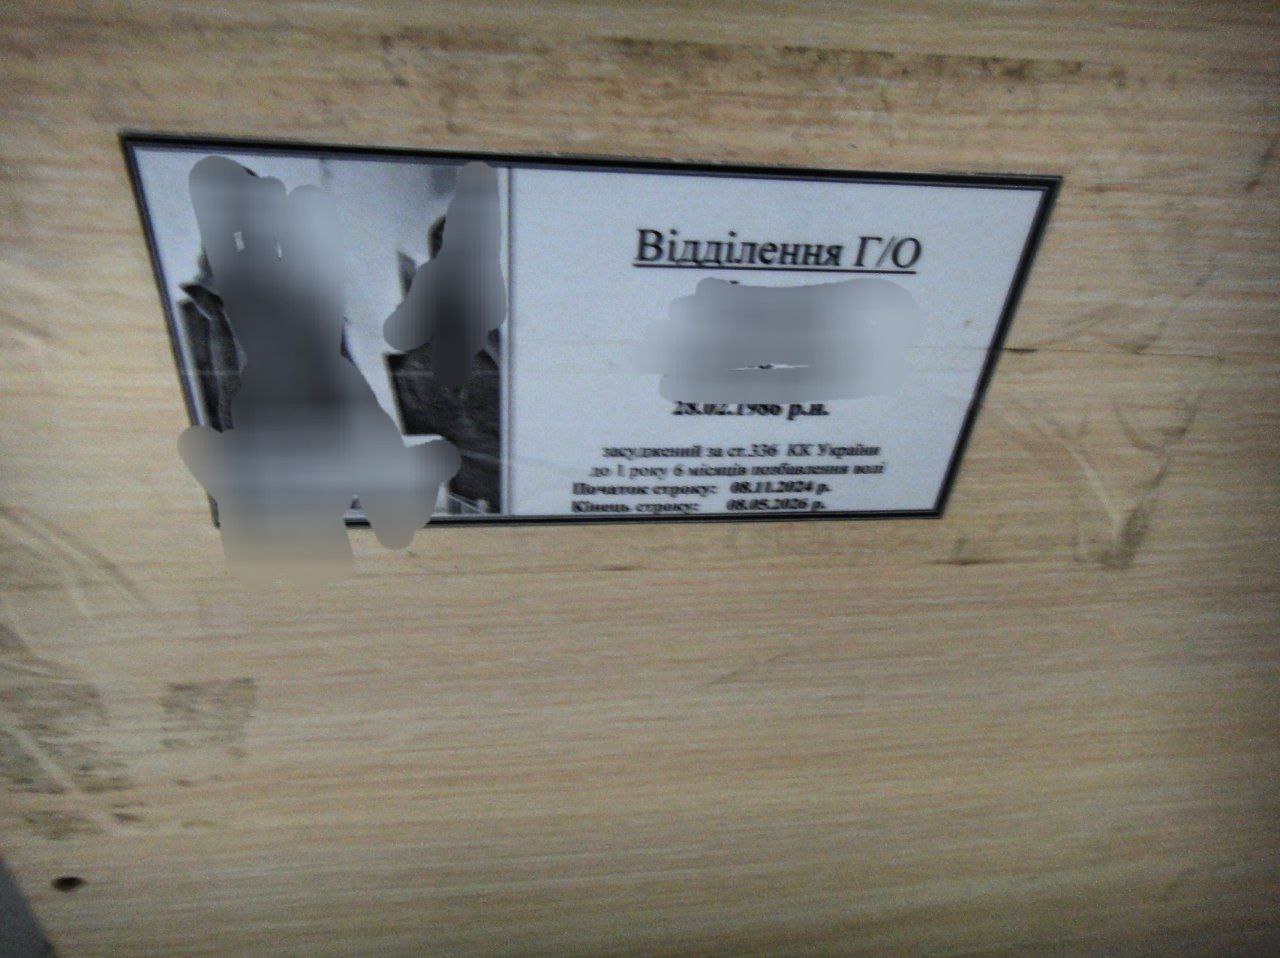 Відділення Г/О
28.02.1986 р.н.
засуджений за ст.336 КК України
до 1 року 6 місяців позбавлення волі
Початок строку: 08.11.2024 р.
Кінець строку: 08.05.2026 р.